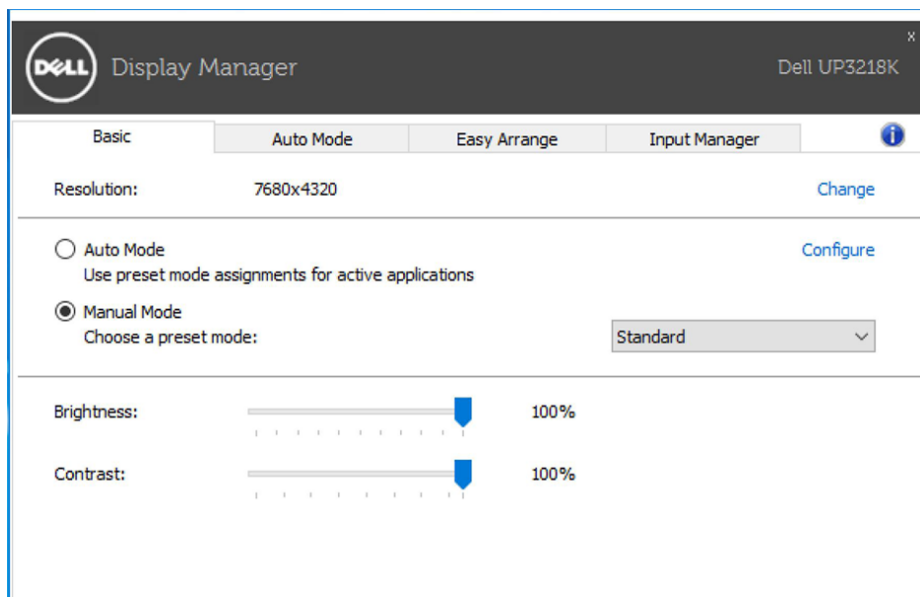 DELL Display Manager Dell UP3218K x
Basic Auto Mode Easy Arrange Input Manager i
Resolution: 7680x4320 Change
Auto Mode Configure
Use preset mode assignments for active applications
Manual Mode
Choose a preset mode: Standard
Brightness: 100%
Contrast: 100%